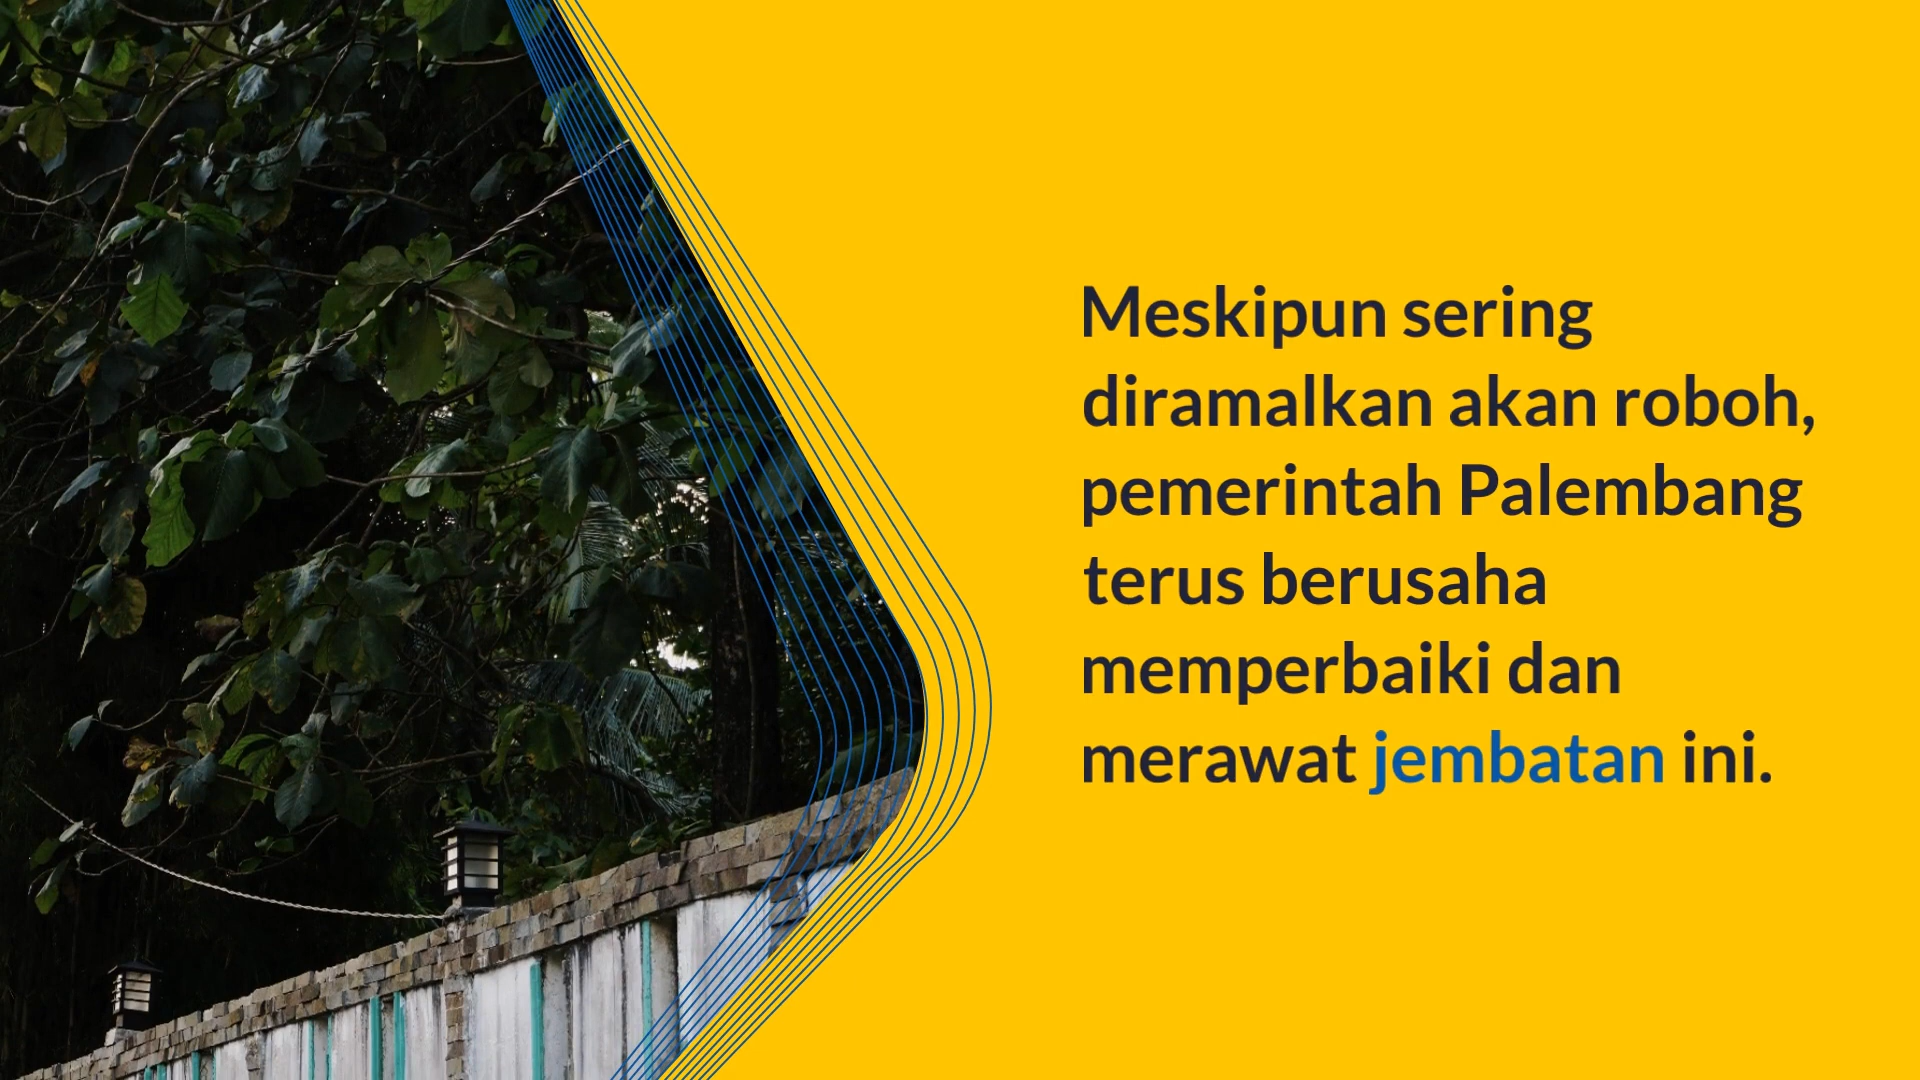 Meskipun sering
diramalkan akan roboh,
pemerintah Palembang
terus berusaha
memperbaiki dan
merawat jembatan ini.